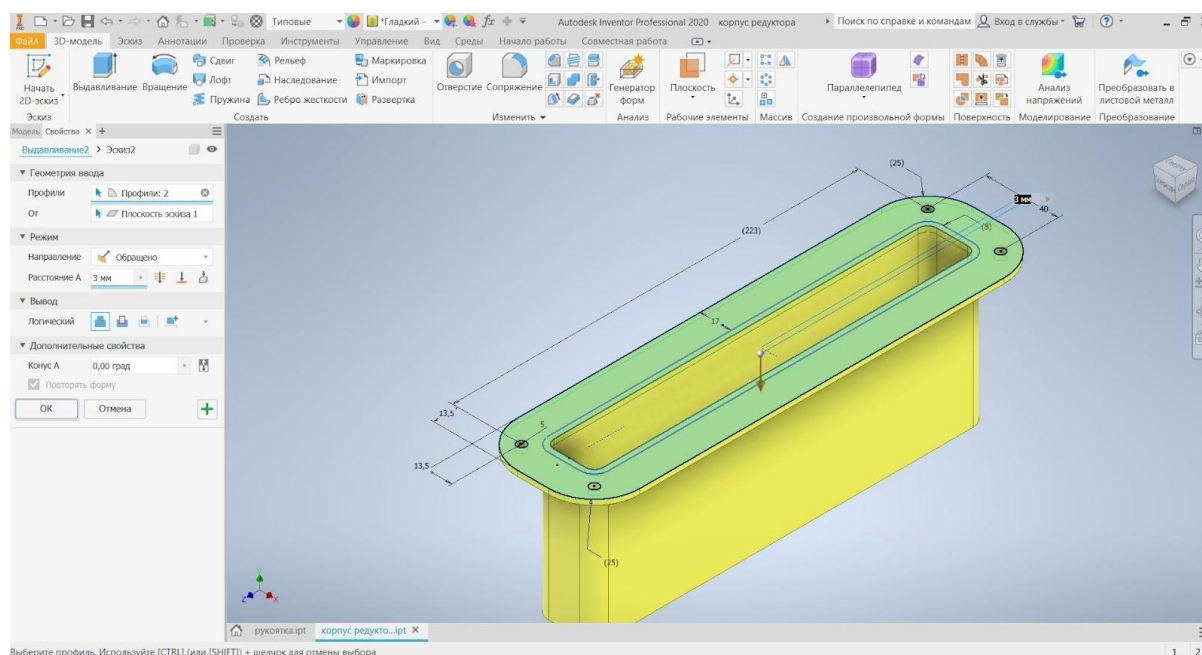 Типовые
*Гладкий -
Autodesk Inventor Professional 2020 корпус редуктора
Поиск по справке и командам
Вход в службы
Файл 3D-модель Эскиз Аннотации Проверка Инструменты Управление Вид Среды Начало работы Совместная работа
Начать 2D-эскиз
Выдавливание
Вращение
Сдвиг
Лофт
Пружина
Рельеф
Наследование
Ребро жесткости
Маркировка
Импорт
Развертка
Отверстие
Сопряжение
Генератор форм
Плоскость
Параллелепипед
Анализ напряжений
Преобразовать в листовой металл
Эскиз Создать Изменить Анализ Рабочие элементы Массив Создание произвольной формы Поверхность Моделирование Преобразование
Модель Свойства × +
Выдавливание2 > Эскиз2
Геометрия ввода
Профили Профили: 2
От Плоскость эскиза 1
Режим
Направление Обращено
Расстояние A 3 мм
Вывод
Логический
Дополнительные свойства
Конус A 0,00 град
Повторять форму
OK Отмена +
(25)
3 мм
40
(223)
(8)
17
13,5
5
13,5
(25)
рукоятка.ipt корпус редукто...ipt ×
Выберите профиль. Используйте [CTRL] (или [SHIFT]) + щелчок для отмены выбора
1 2